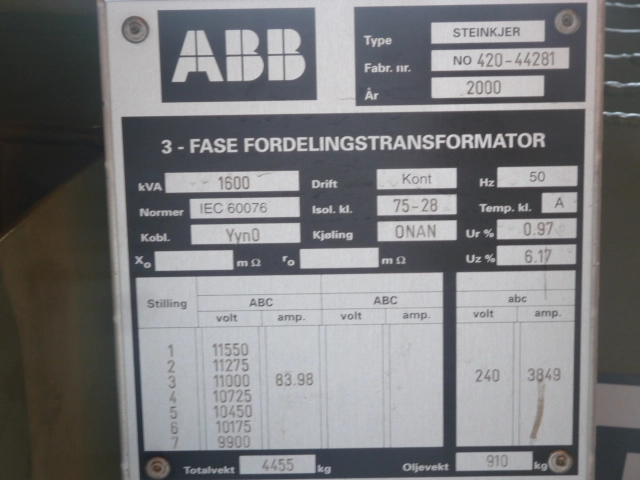 ABB
Type STEINKJER
Fabr. nr. NO 420-44281
År 2000
3 - FASE FORDELINGSTRANSFORMATOR
kVA 1600 Drift Kont Hz 50
Normer IEC 60076 Isol. kl. 75-28 Temp. kl. A
Kobl. Yyn0 Kjøling ONAN Ur % 0.97
Xo mΩ ro mΩ Uz % 6.17
Stilling ABC ABC abc
volt amp. volt amp. volt amp.
1 11550
2 11275
3 11000 83.98 240 3849
4 10725
5 10450
6 10175
7 9900
Totalvekt 4455 kg Oljevekt 910 kg